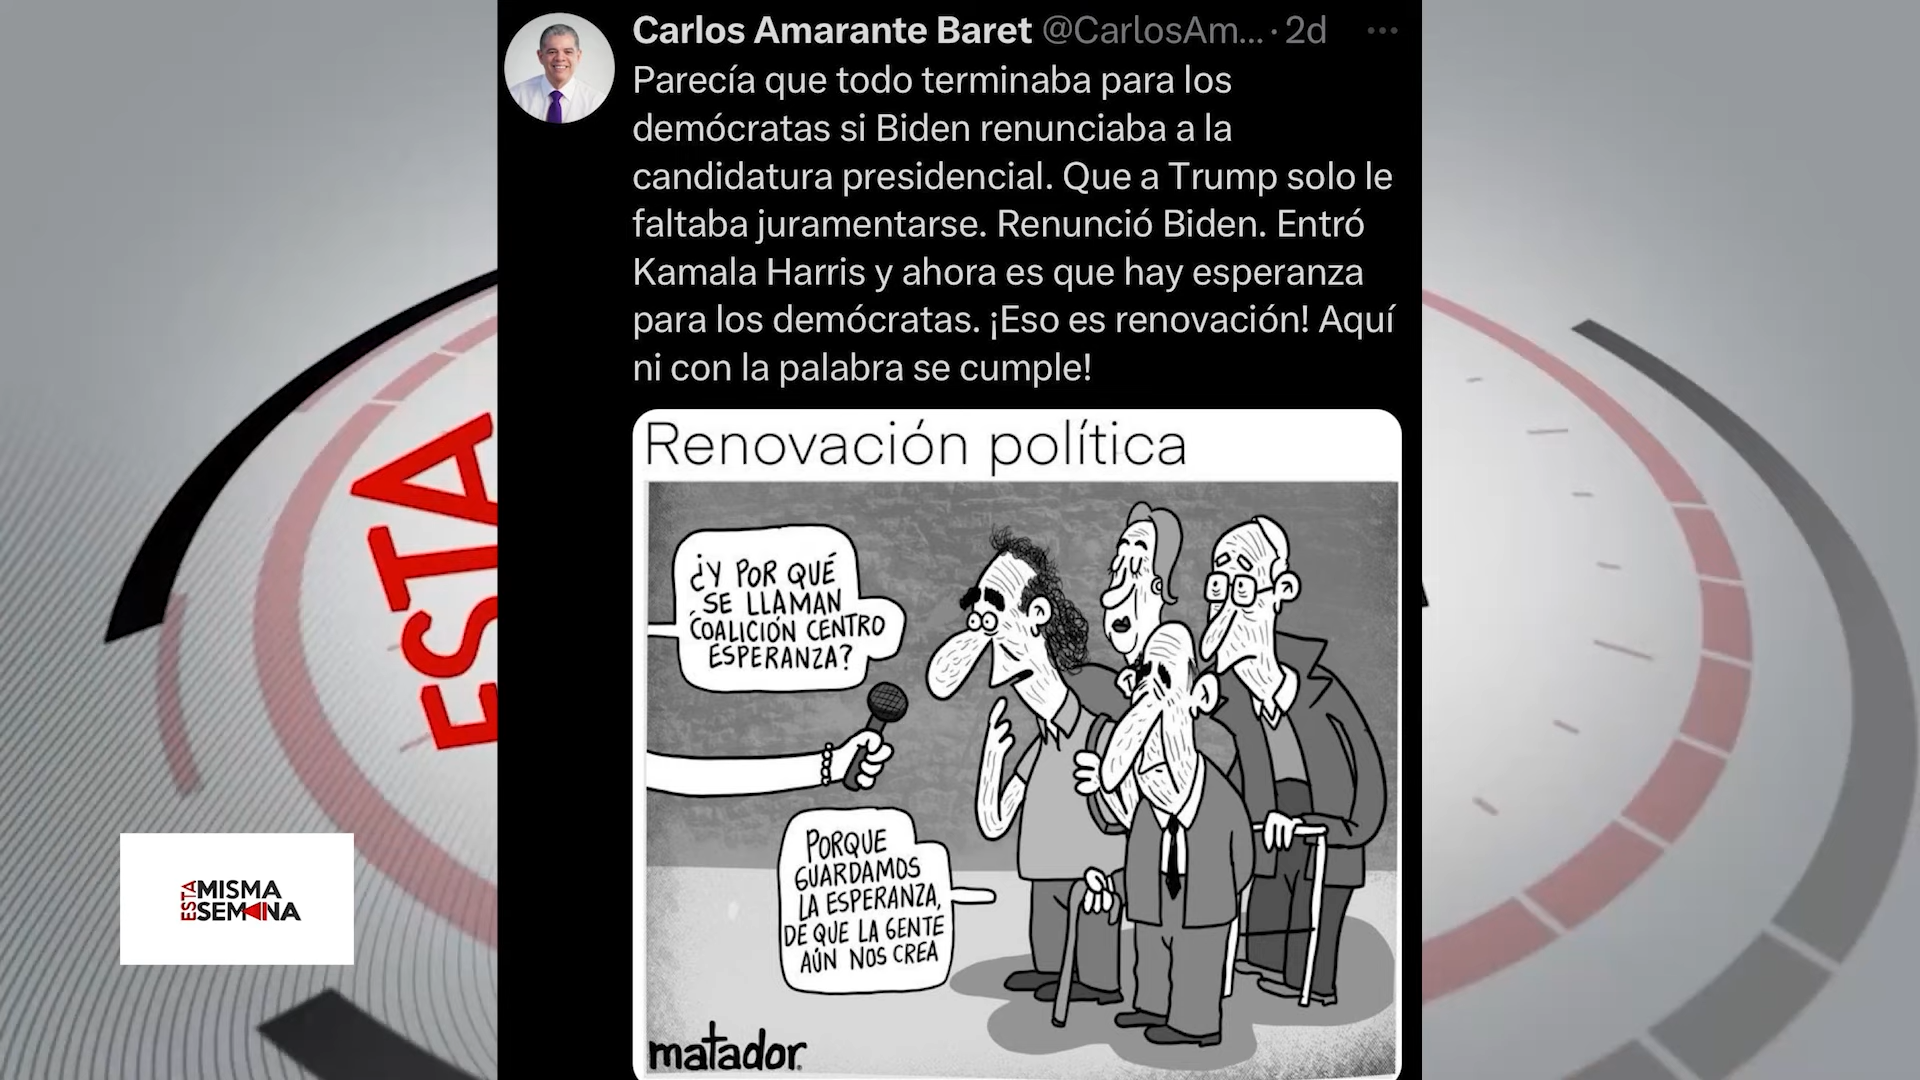 Carlos Amarante Baret @CarlosAm... · 2d ...
Parecía que todo terminaba para los
demócratas si Biden renunciaba a la
candidatura presidencial. Que a Trump solo le
faltaba juramentarse. Renunció Biden. Entró
Kamala Harris y ahora es que hay esperanza
para los demócratas. ¡Eso es renovación! Aquí
ni con la palabra se cumple!
Renovación política
¿Y POR QUÉ
SE LLAMAN
COALICIÓN CENTRO
ESPERANZA?
PORQUE
GUARDAMOS
LA ESPERANZA,
DE QUE LA GENTE
AÚN NOS CREA
matador
ESTA
ESTA
MISMA
SEMANA